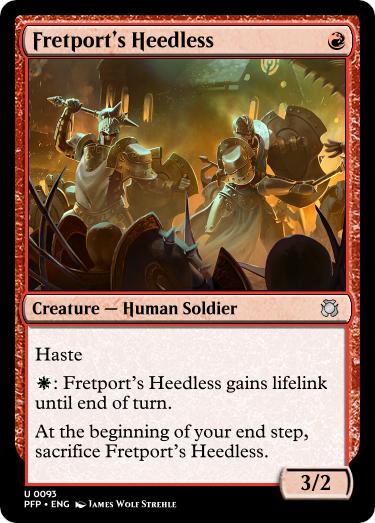 Fretport's Heedless
Creature — Human Soldier
Haste
: Fretport's Heedless gains lifelink
until end of turn.
At the beginning of your end step,
sacrifice Fretport's Heedless.
3/2
U 0093
PFP • ENG James Wolf Strehle